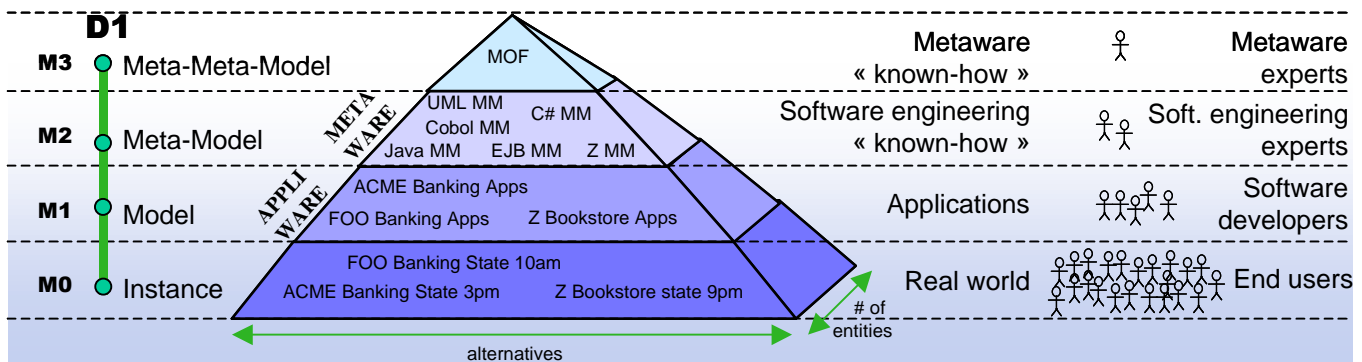 D1
M3
Meta-Meta-Model
MOF
Metaware
« known-how »
Metaware
experts
META
WARE
M2
Meta-Model
UML MM
C# MM
Cobol MM
Java MM
EJB MM
Z MM
Software engineering
« known-how »
Soft. engineering
experts
APPLI
WARE
M1
Model
ACME Banking Apps
FOO Banking Apps
Z Bookstore Apps
Applications
Software
developers
M0
Instance
FOO Banking State 10am
ACME Banking State 3pm
Z Bookstore state 9pm
Real world
End users
# of
entities
alternatives